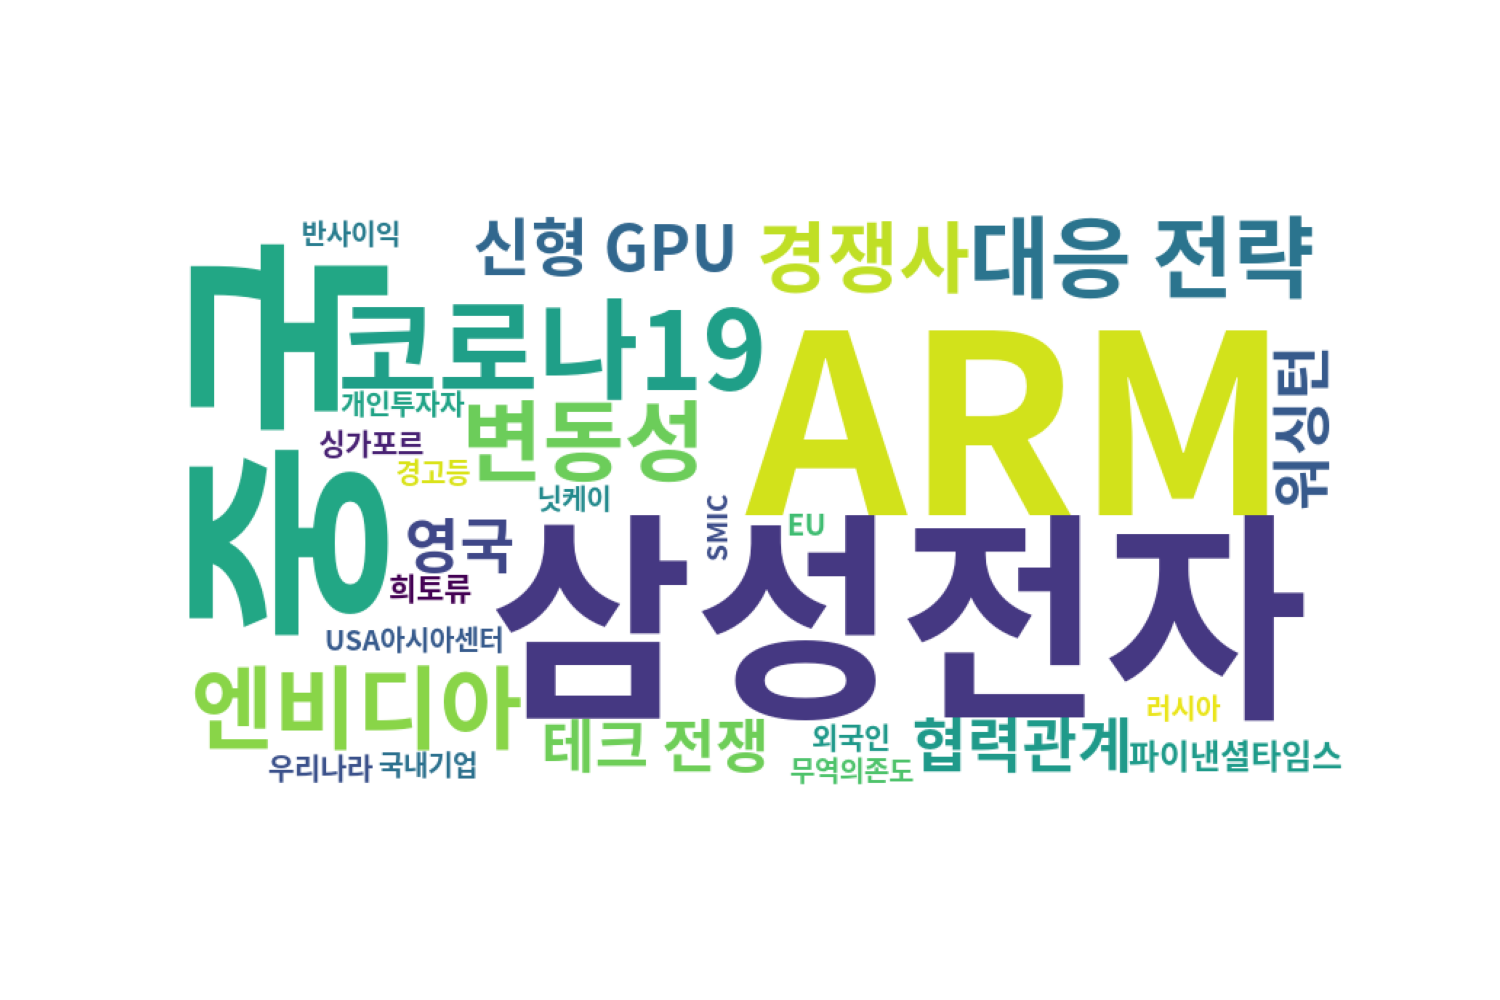 반사이익
신형 GPU
경쟁사
대응 전략
중국
코로나19
ARM
워싱턴
개인투자자
변동성
싱가포르
경고등
닛케이
SMIC
EU
영국
삼성전자
희토류
USA아시아센터
엔비디아
러시아
테크 전쟁
외국인
협력관계
파이낸셜타임스
우리나라
국내기업
무역의존도